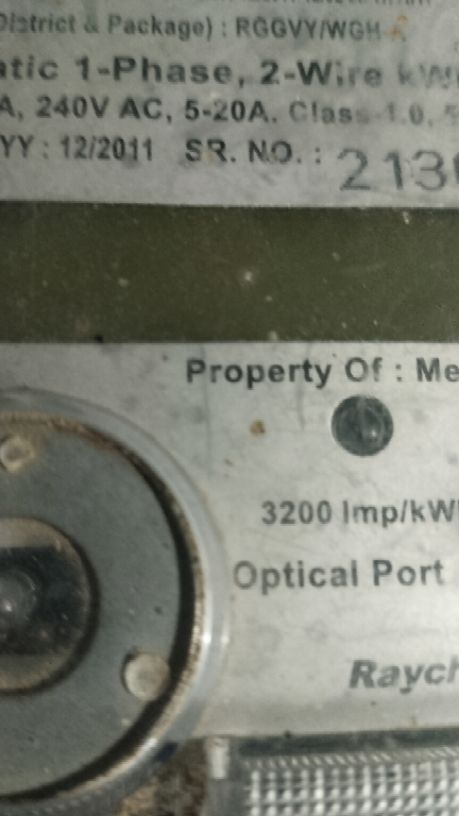 District & Package) : RGGVY/WGH
atic 1-Phase, 2-Wire kW
A, 240V AC, 5-20A, Class-1.0, 5
YY : 12/2011 SR. NO. : 213
Property Of : Me
3200 Imp/kW
Optical Port
Raych